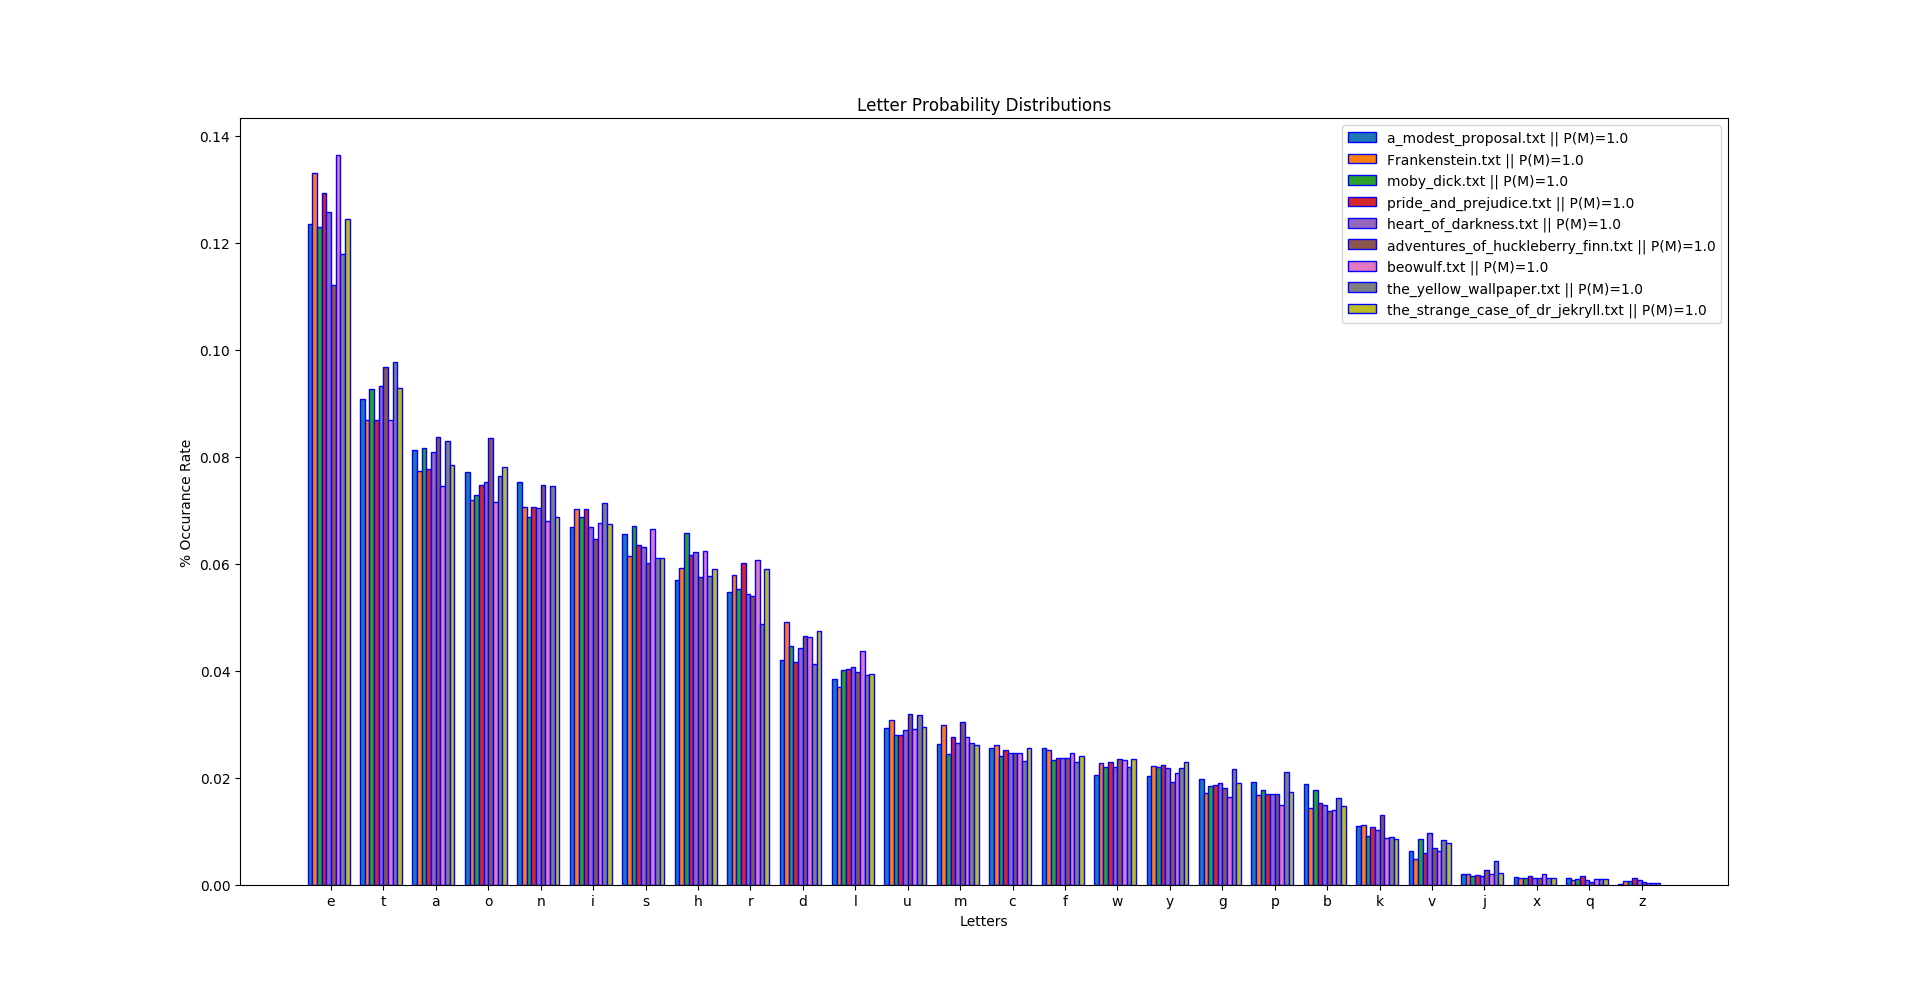 Letter Probability Distributions
a_modest_proposal.txt || P(M)=1.0
Frankenstein.txt || P(M)=1.0
moby_dick.txt || P(M)=1.0
pride_and_prejudice.txt || P(M)=1.0
heart_of_darkness.txt || P(M)=1.0
adventures_of_huckleberry_finn.txt || P(M)=1.0
beowulf.txt || P(M)=1.0
the_yellow_wallpaper.txt || P(M)=1.0
the_strange_case_of_dr_jekryll.txt || P(M)=1.0
% Occurance Rate
0.14
0.12
0.10
0.08
0.06
0.04
0.02
0.00
e t a o n i s h r d l u m c f w y g p b k v j x q z
Letters